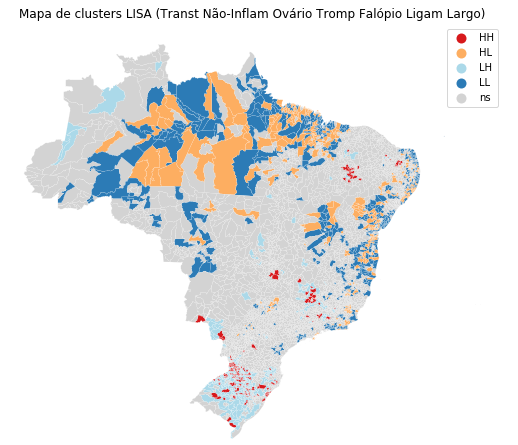 Mapa de clusters LISA (Transt Não-Inflam Ovário Tromp Falópio Ligam Largo)
HH
HL
LH
LL
ns